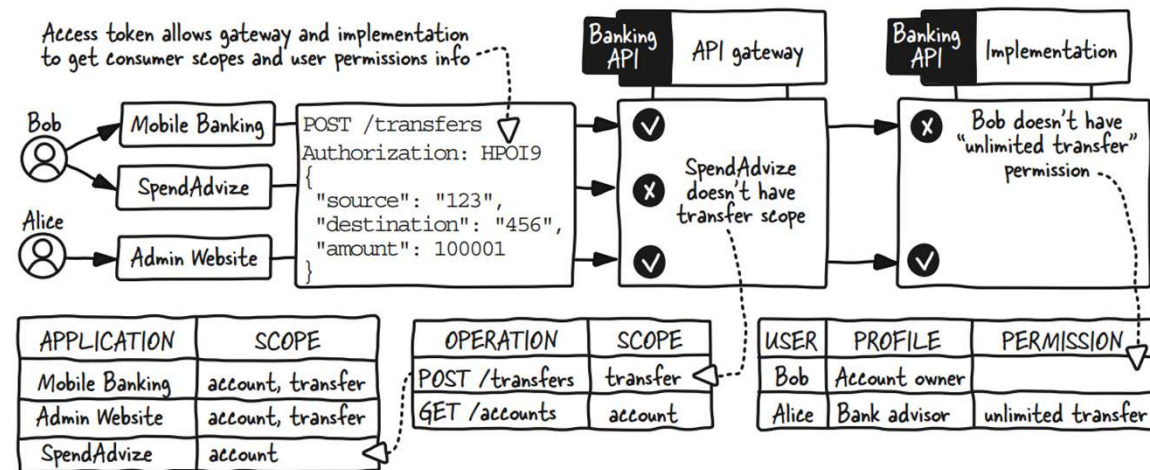 Access token allows gateway and implementation
to get consumer scopes and user permissions info
Banking
API
API gateway
Banking
API
Implementation
Bob
Mobile Banking
SpendAdvize
Alice
Admin Website
POST /transfers
Authorization: HPOI9
{
"source": "123",
"destination": "456",
"amount": 100001
}
SpendAdvize
doesn't have
transfer scope
Bob doesn't have
"unlimited transfer"
permission
APPLICATION SCOPE
Mobile Banking account, transfer
Admin Website account, transfer
SpendAdvize account
OPERATION SCOPE
POST /transfers transfer
GET /accounts account
USER PROFILE PERMISSION
Bob Account owner
Alice Bank advisor unlimited transfer